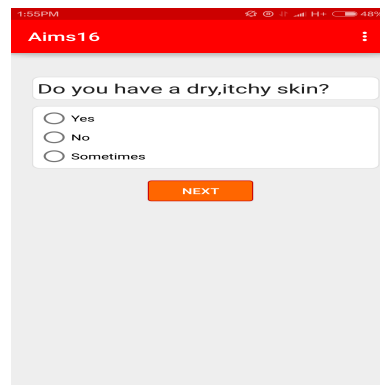 1:55PM H+ 48%
Aims16
Do you have a dry,itchy skin?
Yes
No
Sometimes
NEXT